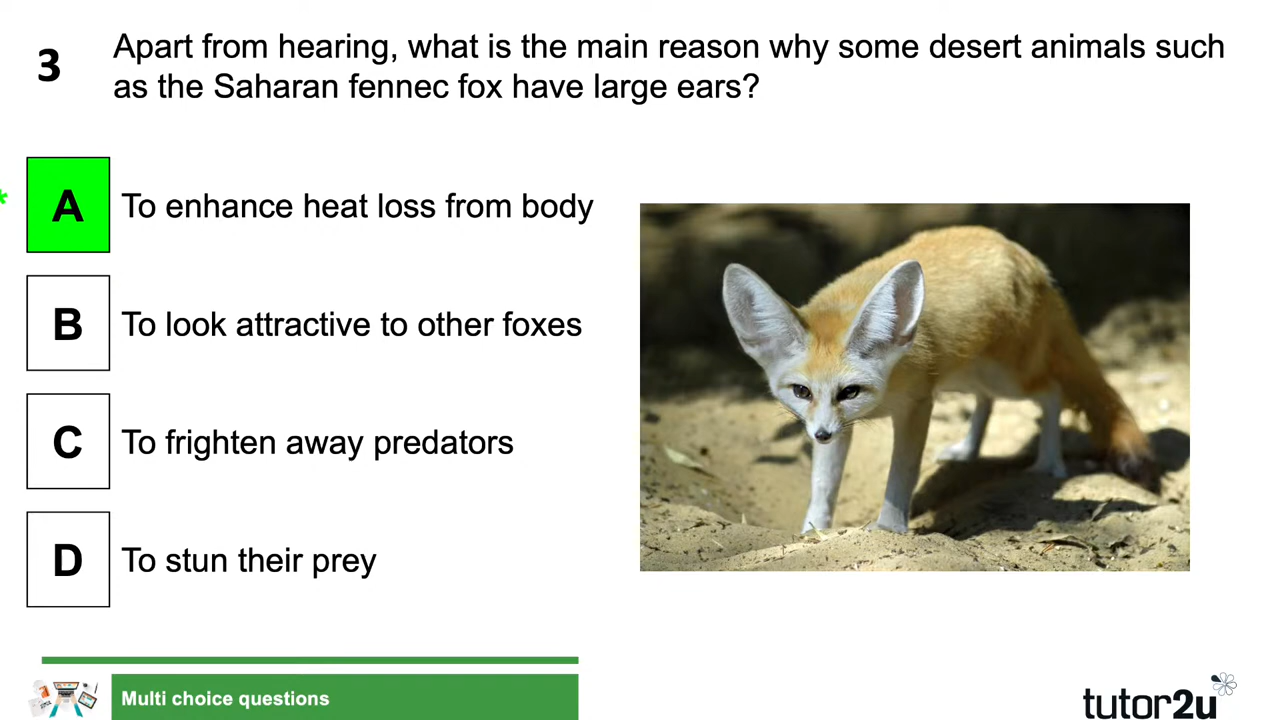 3
Apart from hearing, what is the main reason why some desert animals such
as the Saharan fennec fox have large ears?
*
A
To enhance heat loss from body
B
To look attractive to other foxes
C
To frighten away predators
D
To stun their prey
Multi choice questions
tutor2u